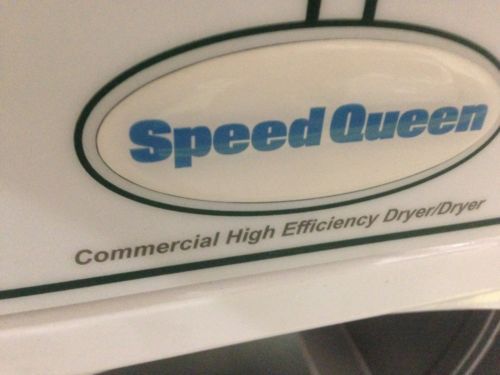 Speed Queen
Commercial High Efficiency Dryer/Dryer